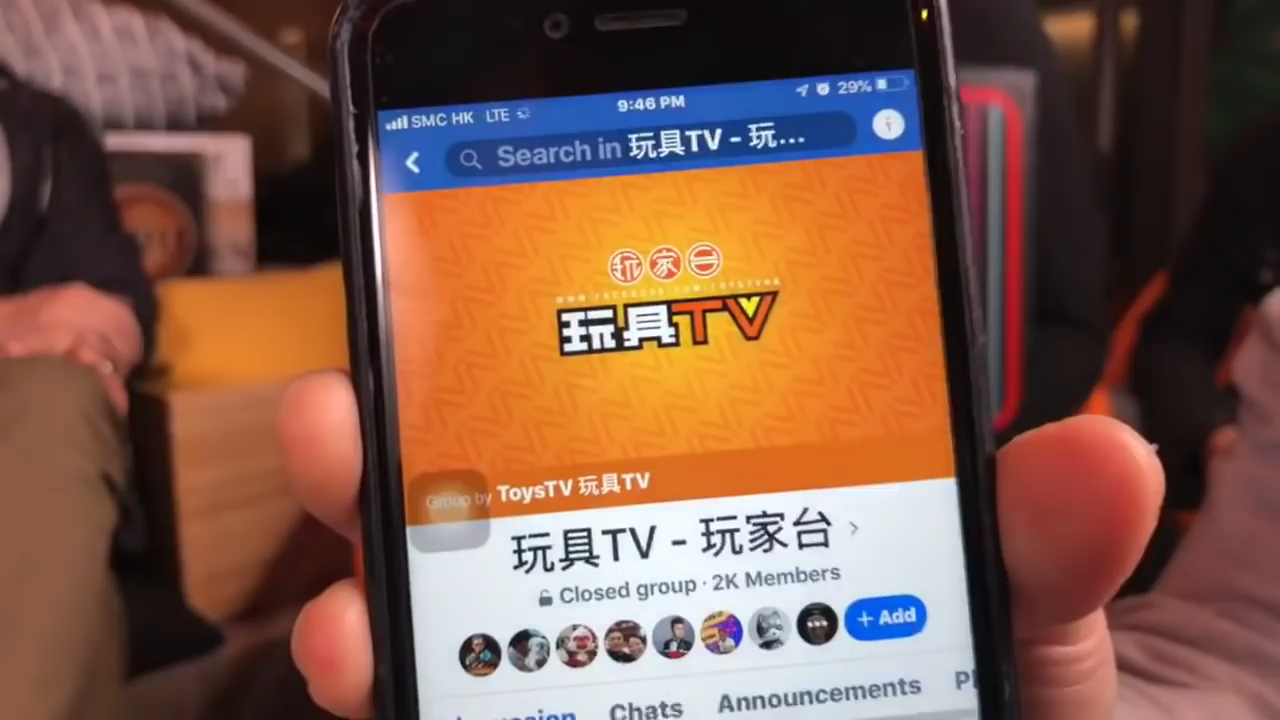 SMC HK LTE 9:46 PM 29%
Search in 玩具TV - 玩...
玩家台
玩具TV
Group by ToysTV 玩具TV
玩具TV - 玩家台
Closed group · 2K Members
+ Add
Chats Announcements